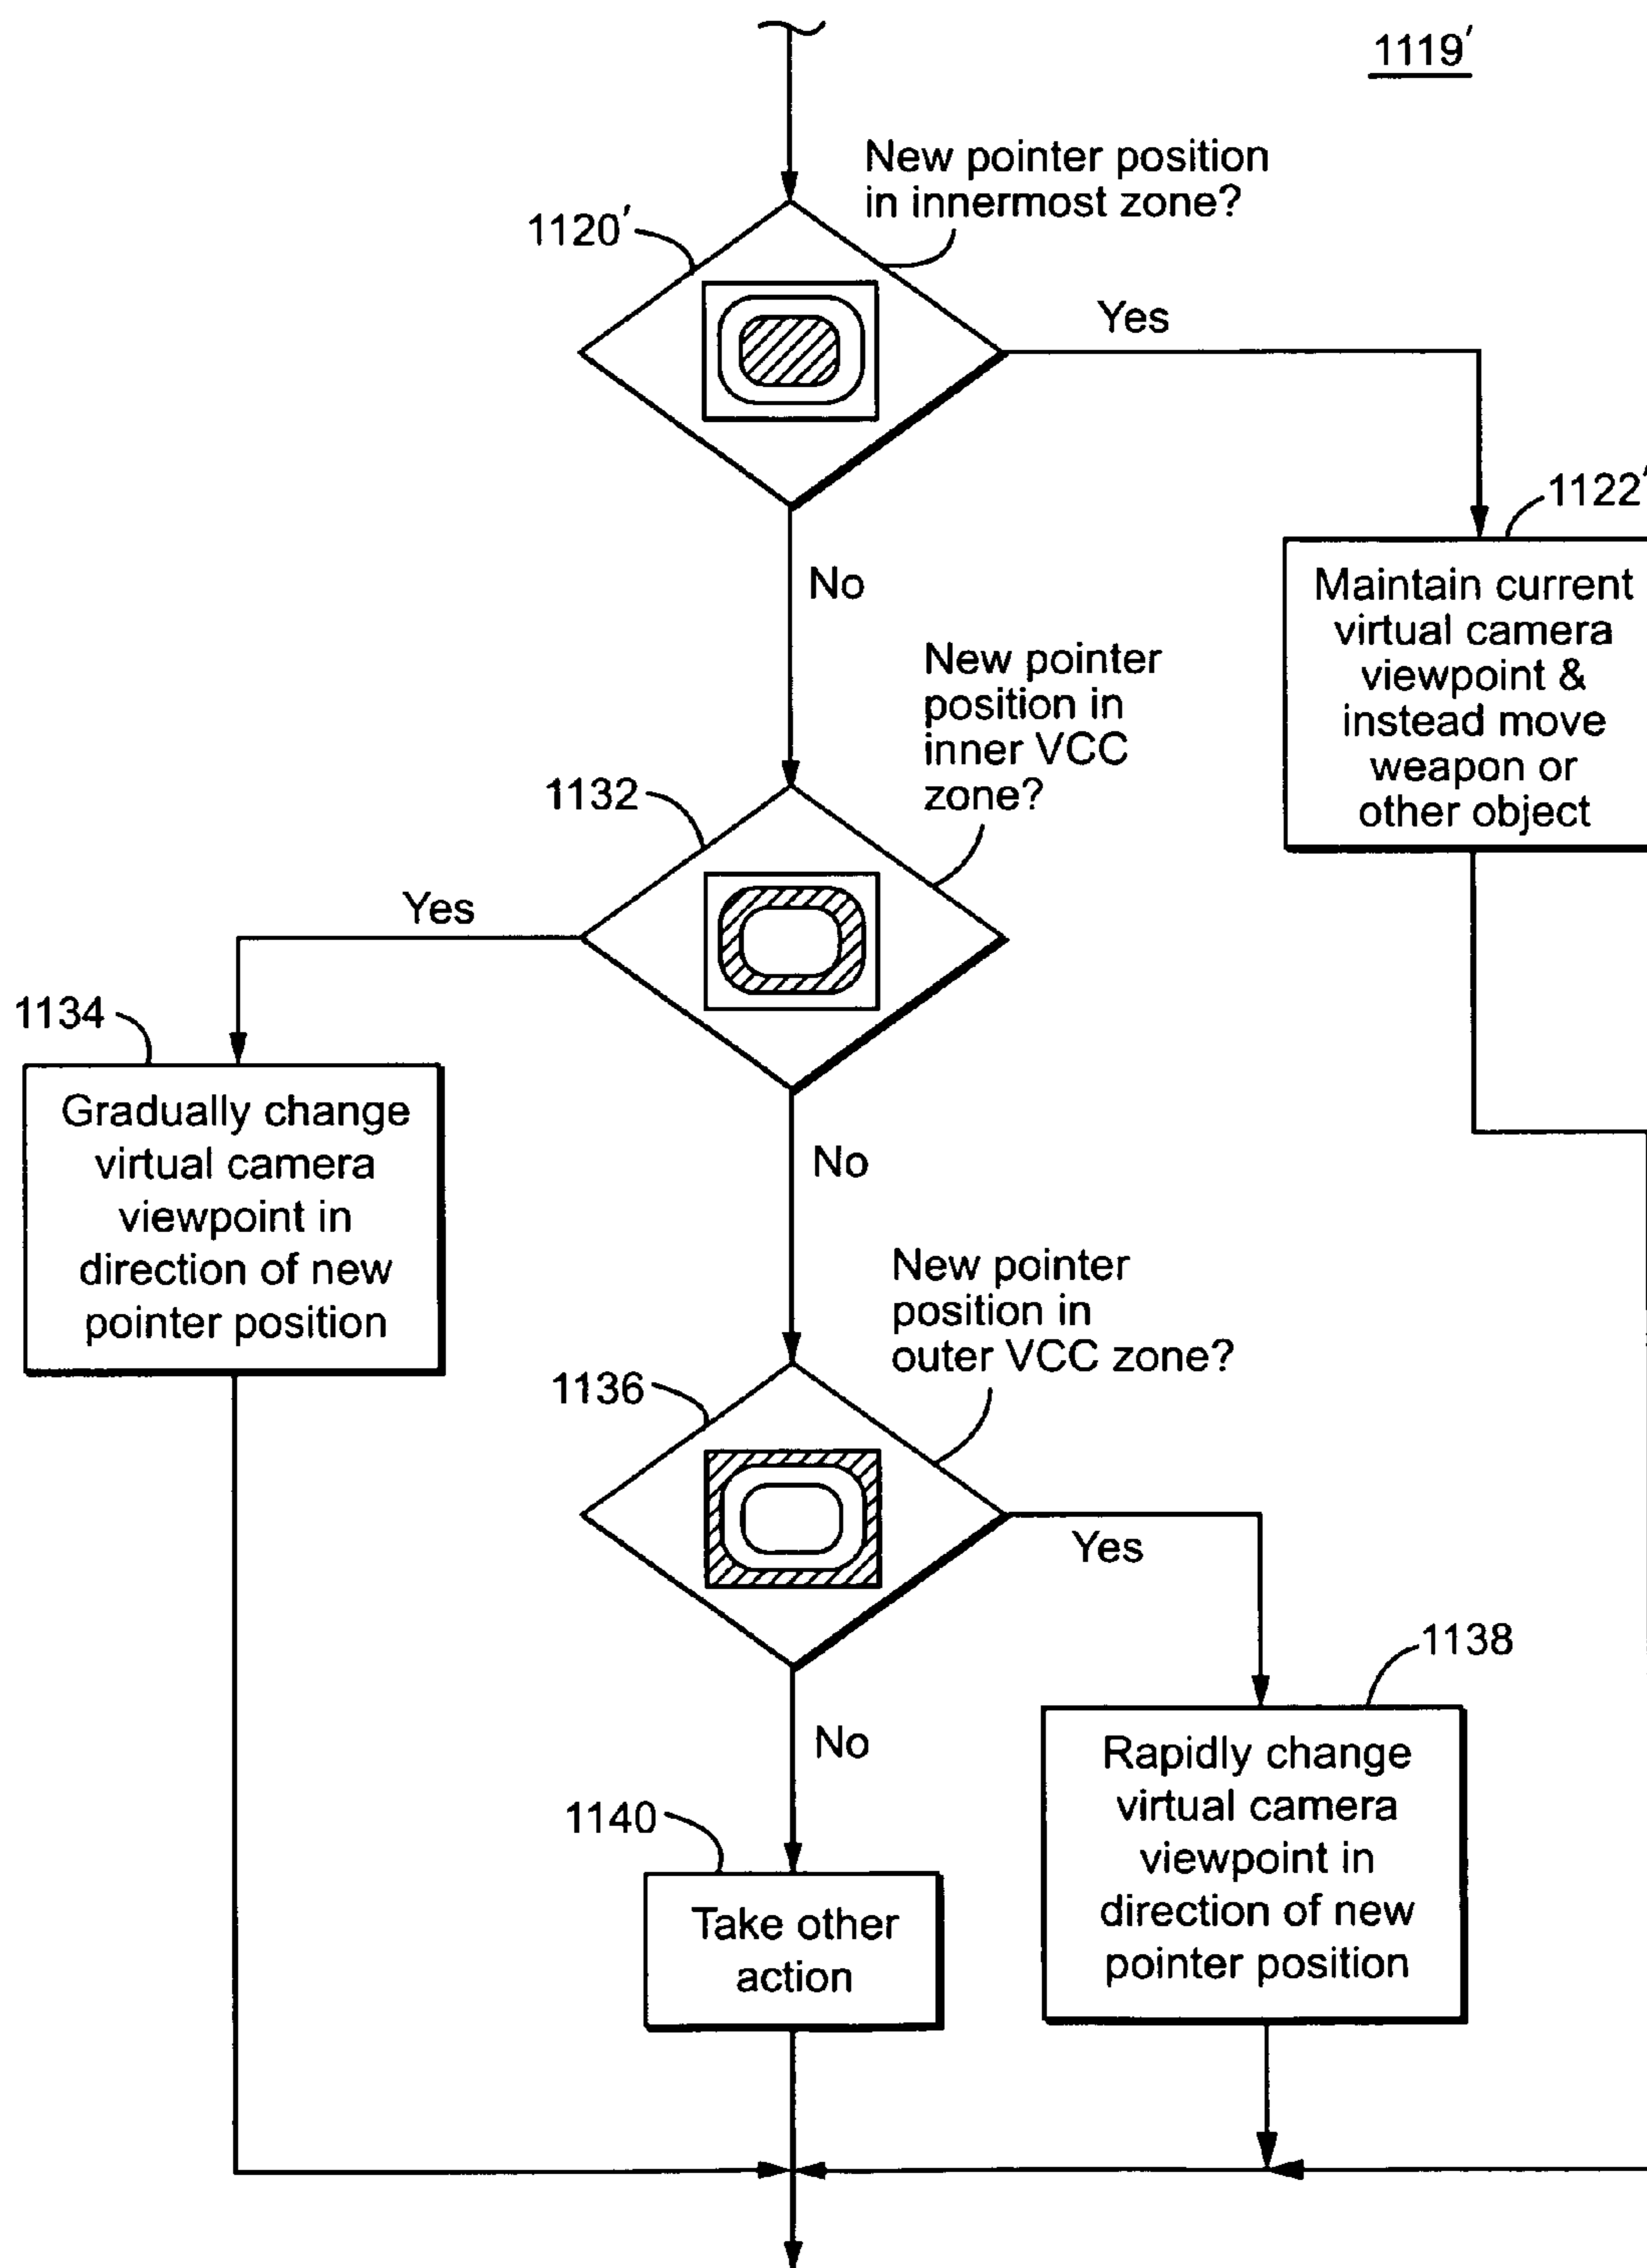 1119′
New pointer position
in innermost zone?
1120′
Yes
1122′
Maintain current
virtual camera
viewpoint &
instead move
weapon or
other object
No
New pointer
position in
inner VCC
zone?
1132
Yes
1134
Gradually change
virtual camera
viewpoint in
direction of new
pointer position
No
New pointer
position in
outer VCC zone?
1136
Yes
1138
Rapidly change
virtual camera
viewpoint in
direction of new
pointer position
No
1140
Take other
action